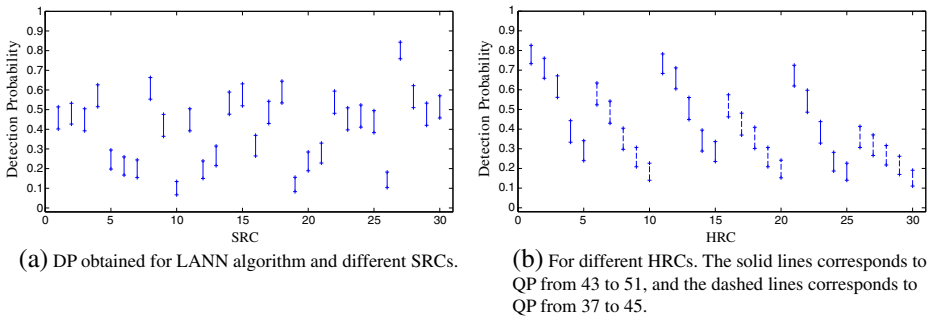 1
0.9
0.8
0.7
0.6
0.5
0.4
0.3
0.2
0.1
0
Detection Probability
0 5 10 15 20 25 30
SRC
(a) DP obtained for LANN algorithm and different SRCs.
1
0.9
0.8
0.7
0.6
0.5
0.4
0.3
0.2
0.1
0
Detection Probability
0 5 10 15 20 25 30
HRC
(b) For different HRCs. The solid lines corresponds to
QP from 43 to 51, and the dashed lines corresponds to
QP from 37 to 45.